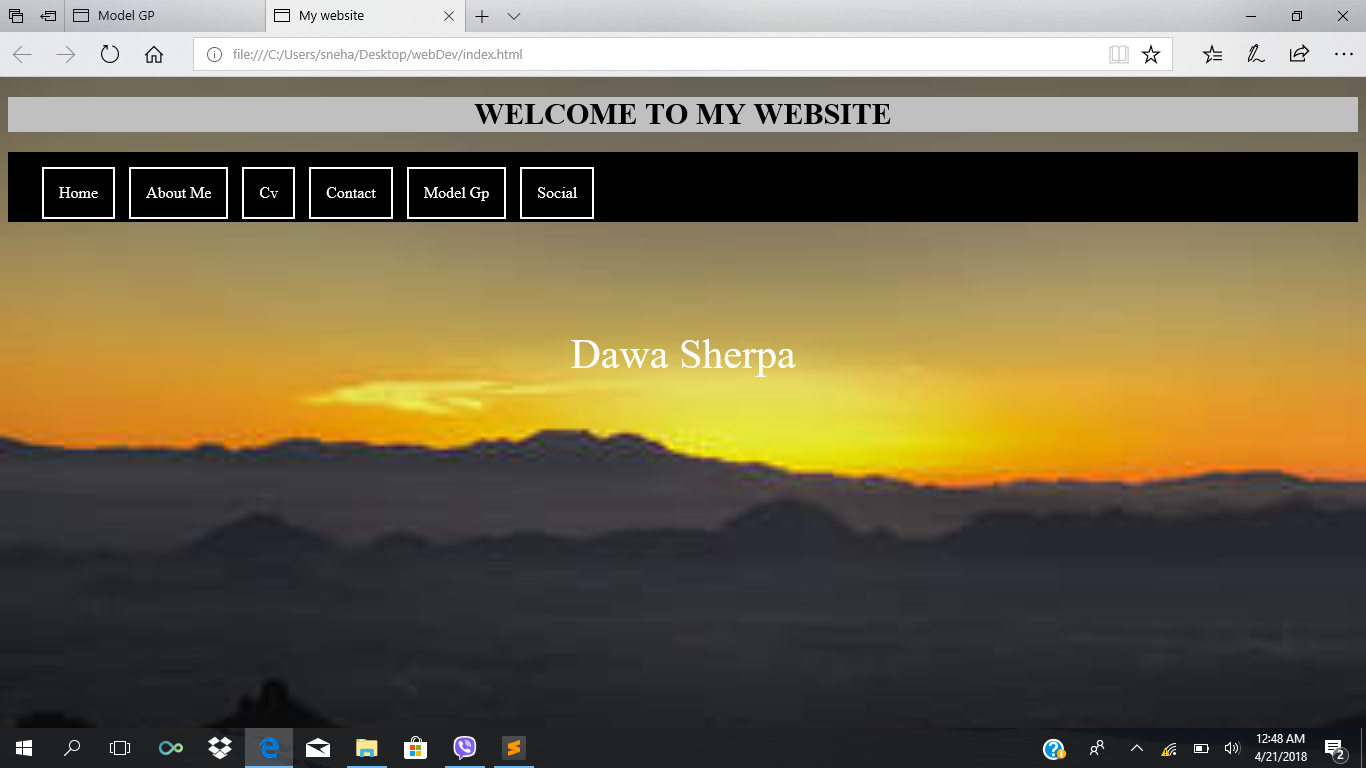 Model GP
My website
file:///C:/Users/sneha/Desktop/webDev/index.html
WELCOME TO MY WEBSITE
Home
About Me
Cv
Contact
Model Gp
Social
Dawa Sherpa
12:48 AM
4/21/2018
2